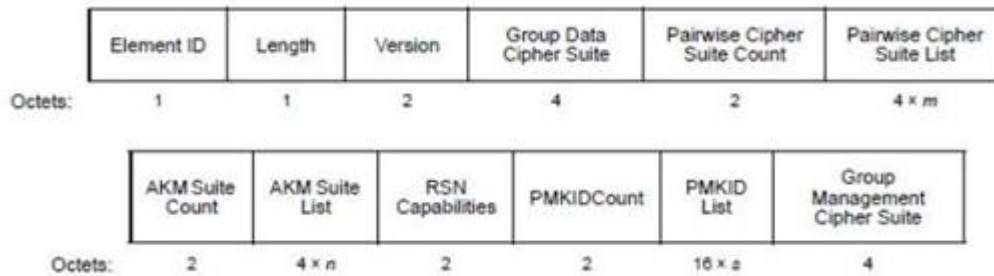 Element ID
Length
Version
Group Data
Cipher Suite
Pairwise Cipher
Suite Count
Pairwise Cipher
Suite List
Octets: 1 1 2 4 2 4 × m
AKM Suite
Count
AKM Suite
List
RSN
Capabilities
PMKIDCount
PMKID
List
Group
Management
Cipher Suite
Octets: 2 4 × n 2 2 16 × s 4